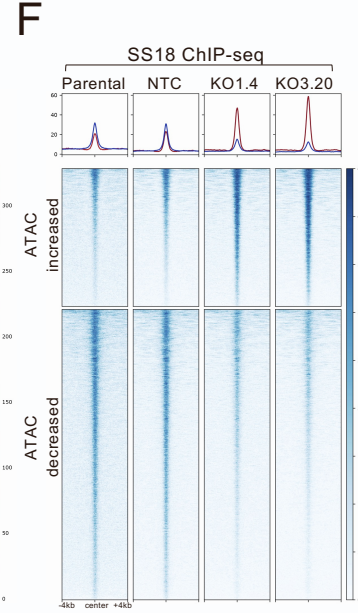 F
SS18 ChIP-seq
Parental NTC KO1.4 KO3.20
60
40
20
0
ATAC
increased
300
250
ATAC
decreased
200
150
100
50
0
-4kb center +4kb